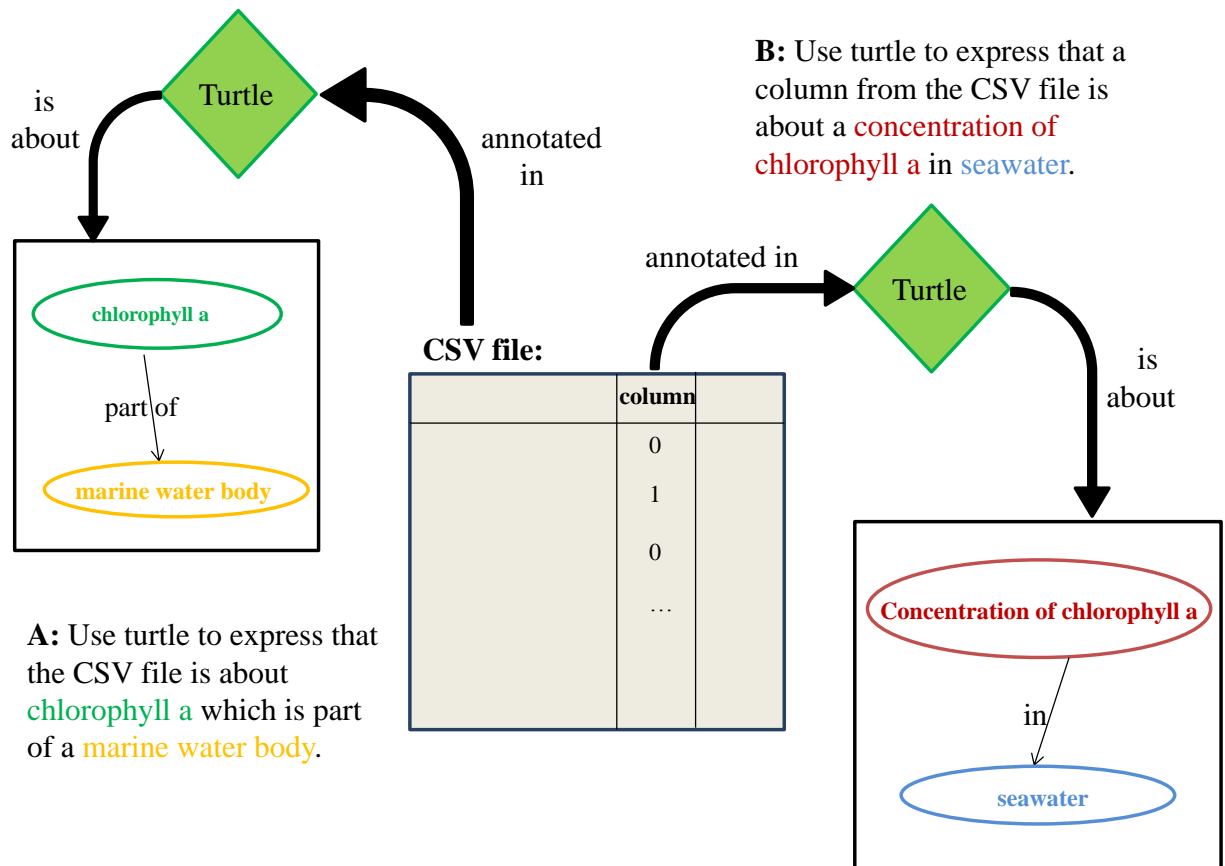 Turtle
is
about
annotated
in
chlorophyll a
part of
marine water body
A: Use turtle to express that
the CSV file is about
chlorophyll a which is part
of a marine water body.
CSV file:
column
0
1
0
…
B: Use turtle to express that a
column from the CSV file is
about a concentration of
chlorophyll a in seawater.
annotated in
Turtle
is
about
Concentration of chlorophyll a
in
seawater